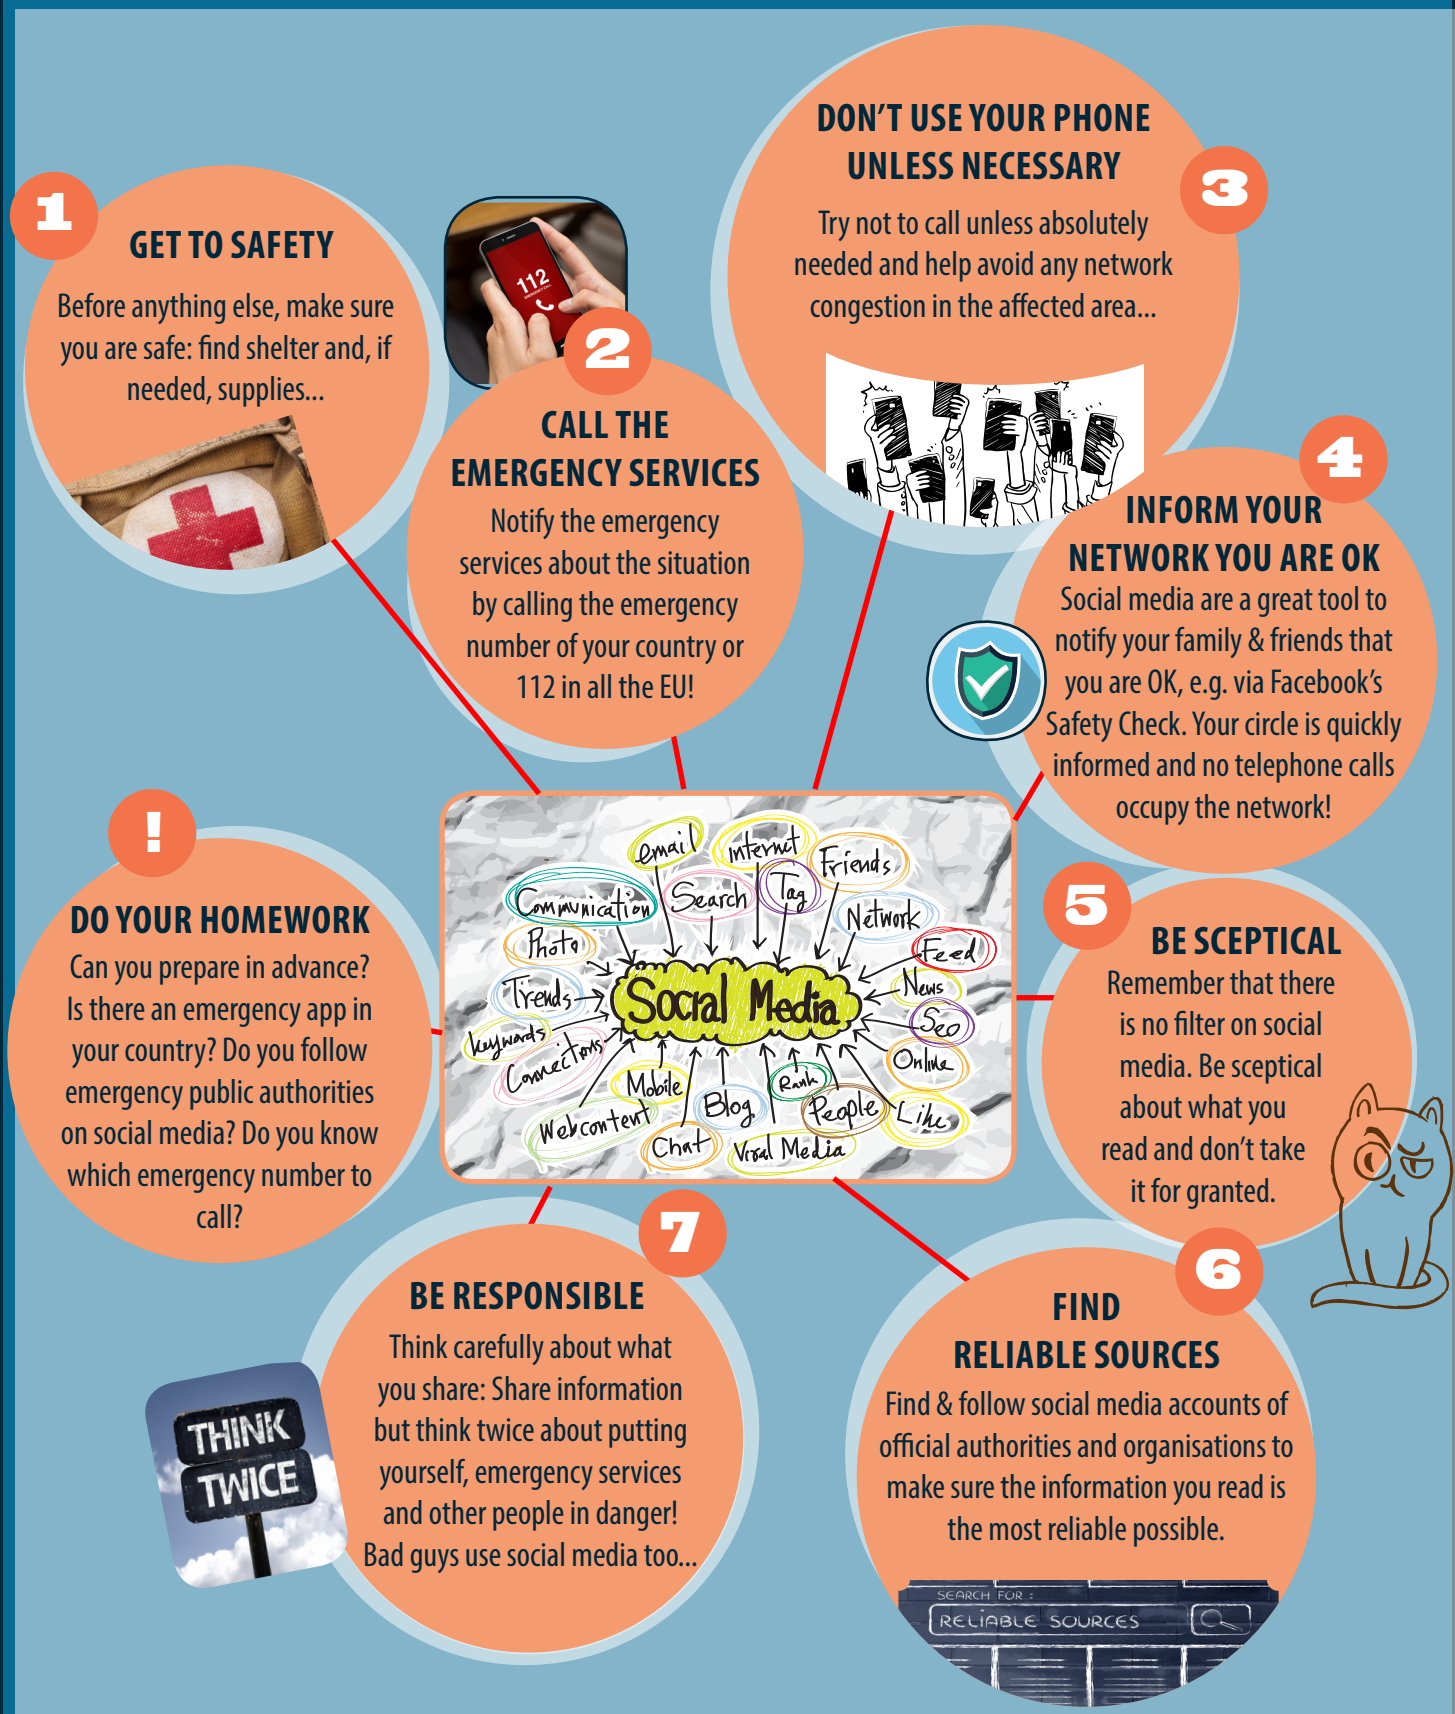 1
GET TO SAFETY
Before anything else, make sure
you are safe: find shelter and, if
needed, supplies...
112
2
CALL THE
EMERGENCY SERVICES
Notify the emergency
services about the situation
by calling the emergency
number of your country or
112 in all the EU!
3
DON'T USE YOUR PHONE
UNLESS NECESSARY
Try not to call unless absolutely
needed and help avoid any network
congestion in the affected area...
4
INFORM YOUR
NETWORK YOU ARE OK
Social media are a great tool to
notify your family & friends that
you are OK, e.g. via Facebook's
Safety Check. Your circle is quickly
informed and no telephone calls
occupy the network!
email
internet
Friends
Communication
Search
Tag
Network
Photo
Feed
Trends
Social Media
News
Seo
keywords
Connections
Online
Mobile
Rank
Blog
People
Like
Webcontent
Chat
Viral Media
5
BE SCEPTICAL
Remember that there
is no filter on social
media. Be sceptical
about what you
read and don't take
it for granted.
6
FIND
RELIABLE SOURCES
Find & follow social media accounts of
official authorities and organisations to
make sure the information you read is
the most reliable possible.
SEARCH FOR :
RELIABLE SOURCES
7
BE RESPONSIBLE
Think carefully about what
you share: Share information
but think twice about putting
yourself, emergency services
and other people in danger!
Bad guys use social media too...
THINK
TWICE
!
DO YOUR HOMEWORK
Can you prepare in advance?
Is there an emergency app in
your country? Do you follow
emergency public authorities
on social media? Do you know
which emergency number to
call?